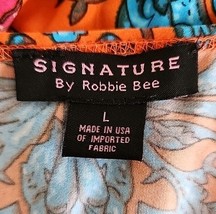 SIGNATURE
By Robbie Bee
L
MADE IN USA
OF IMPORTED
FABRIC